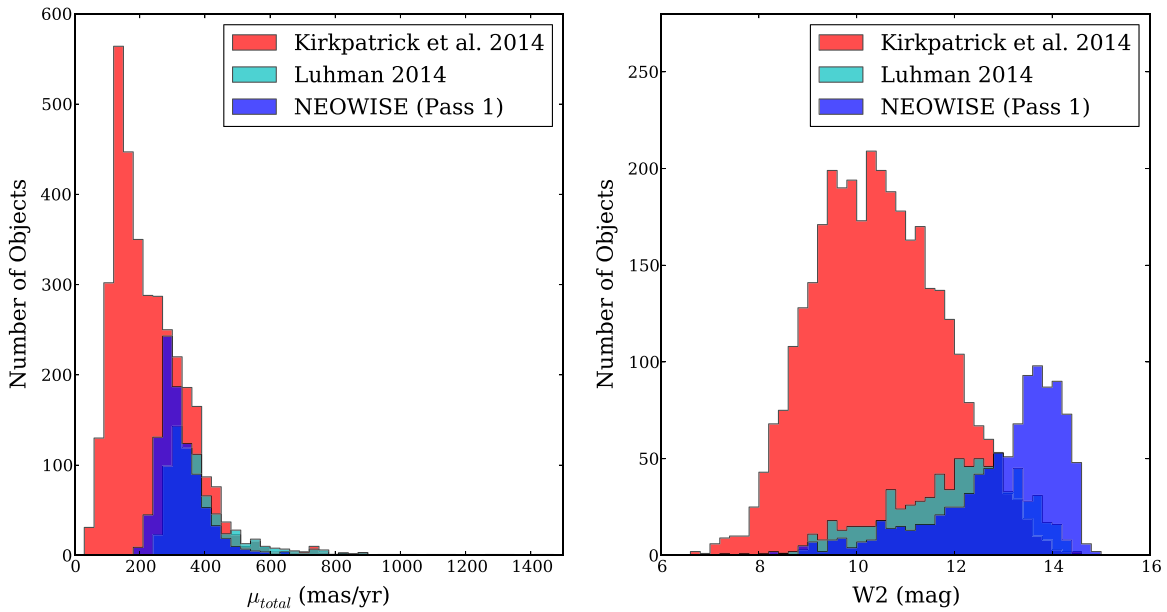 Kirkpatrick et al. 2014
Luhman 2014
NEOWISE (Pass 1)
600
500
400
300
200
100
0
Number of Objects
0 200 400 600 800 1000 1200 1400
μtotal (mas/yr)
Kirkpatrick et al. 2014
Luhman 2014
NEOWISE (Pass 1)
250
200
150
100
50
0
Number of Objects
6 8 10 12 14 16
W2 (mag)